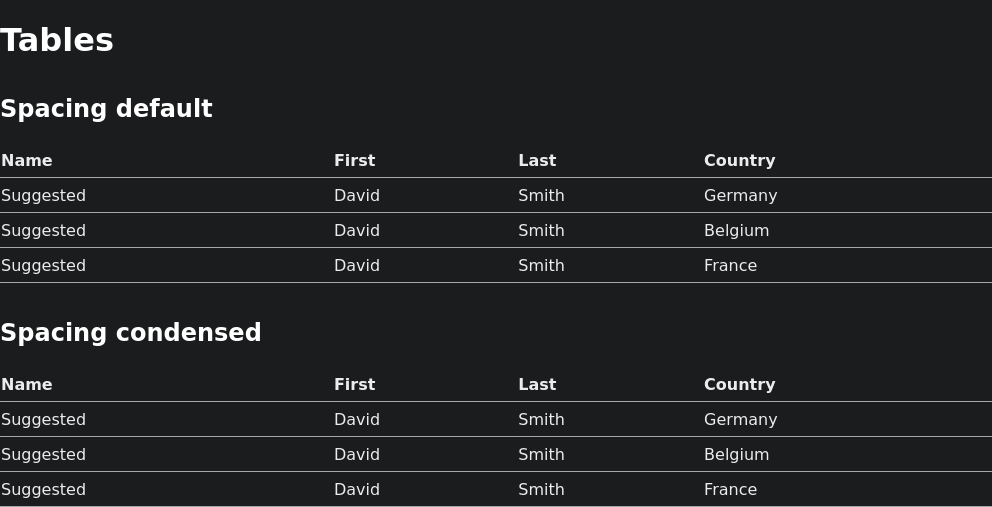 Tables
Spacing default
Name First Last Country
Suggested David Smith Germany
Suggested David Smith Belgium
Suggested David Smith France
Spacing condensed
Name First Last Country
Suggested David Smith Germany
Suggested David Smith Belgium
Suggested David Smith France